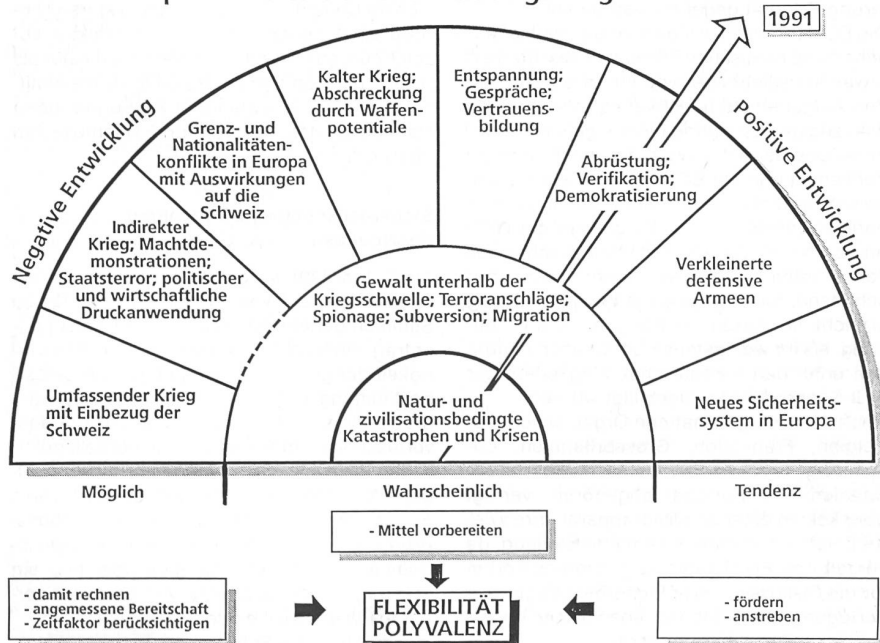 1991
Negative Entwicklung
Positive Entwicklung
Umfassender Krieg
mit Einbezug der
Schweiz
Indirekter
Krieg; Machtde-
monstrationen;
Staatsterror; politischer
und wirtschaftliche
Druckanwendung
Grenz- und
Nationalitäten-
konflikte in Europa
mit Auswirkungen
auf die
Schweiz
Kalter Krieg;
Abschreckung
durch Waffen-
potentiale
Entspannung;
Gespräche;
Vertrauens-
bildung
Abrüstung;
Verifikation;
Demokratisierung
Verkleinerte
defensive
Armeen
Neues Sicherheits-
system in Europa
Gewalt unterhalb der
Kriegsschwelle; Terroranschläge;
Spionage; Subversion; Migration
Natur- und
zivilisationsbedingte
Katastrophen und Krisen
Möglich
Wahrscheinlich
Tendenz
- Mittel vorbereiten
- damit rechnen
- angemessene Bereitschaft
- Zeitfaktor berücksichtigen
FLEXIBILITÄT
POLYVALENZ
- fördern
- anstreben